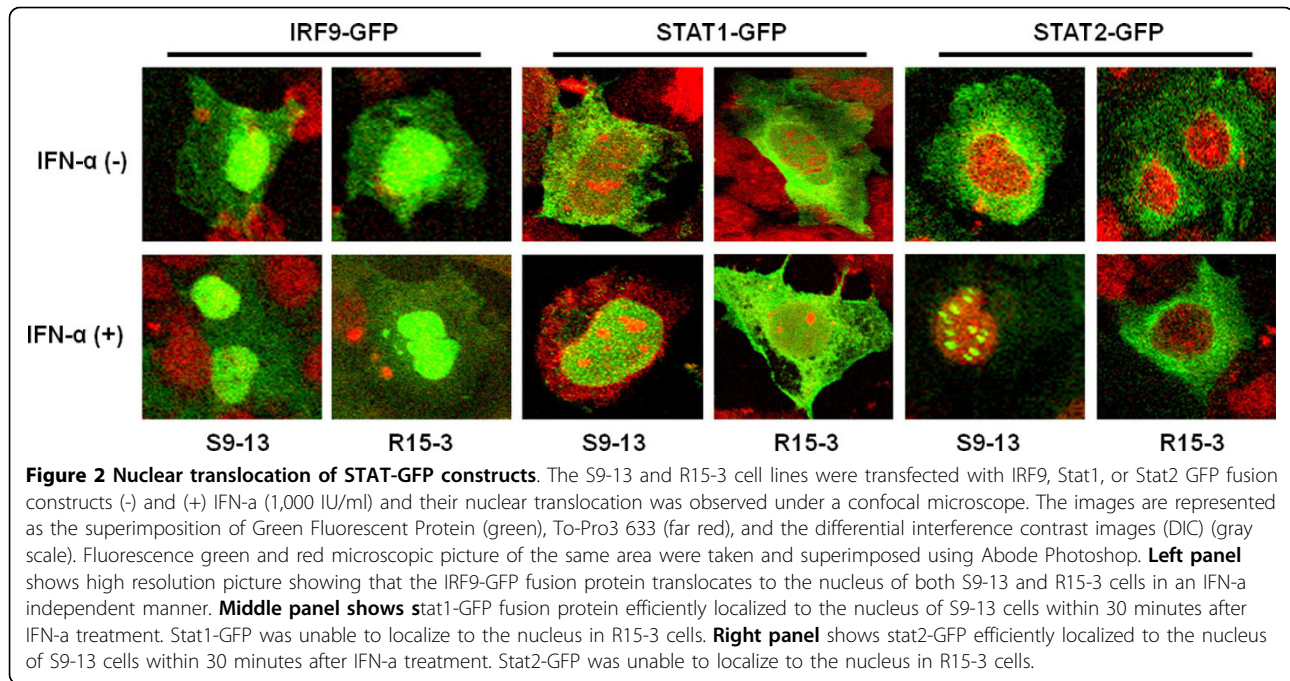 IRF9-GFP STAT1-GFP STAT2-GFP
IFN-α (-)
IFN-α (+)
S9-13 R15-3 S9-13 R15-3 S9-13 R15-3
Figure 2 Nuclear translocation of STAT-GFP constructs. The S9-13 and R15-3 cell lines were transfected with IRF9, Stat1, or Stat2 GFP fusion
constructs (-) and (+) IFN-a (1,000 IU/ml) and their nuclear translocation was observed under a confocal microscope. The images are represented
as the superimposition of Green Fluorescent Protein (green), To-Pro3 633 (far red), and the differential interference contrast images (DIC) (gray
scale). Fluorescence green and red microscopic picture of the same area were taken and superimposed using Abode Photoshop. Left panel
shows high resolution picture showing that the IRF9-GFP fusion protein translocates to the nucleus of both S9-13 and R15-3 cells in an IFN-a
independent manner. Middle panel shows stat1-GFP fusion protein efficiently localized to the nucleus of S9-13 cells within 30 minutes after
IFN-a treatment. Stat1-GFP was unable to localize to the nucleus in R15-3 cells. Right panel shows stat2-GFP efficiently localized to the nucleus
of S9-13 cells within 30 minutes after IFN-a treatment. Stat2-GFP was unable to localize to the nucleus in R15-3 cells.